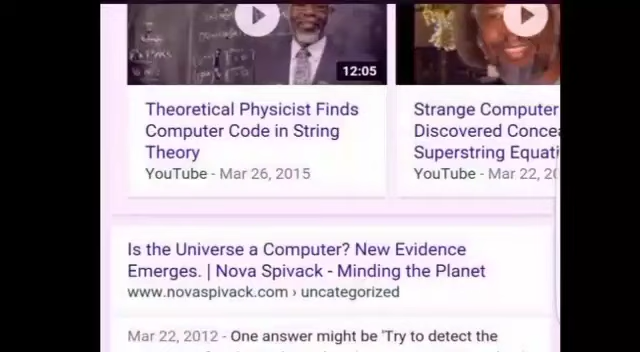 12:05
Theoretical Physicist Finds
Computer Code in String
Theory
YouTube - Mar 26, 2015
Strange Computer
Discovered Concea
Superstring Equati
YouTube - Mar 22, 20
Is the Universe a Computer? New Evidence
Emerges. | Nova Spivack - Minding the Planet
www.novaspivack.com › uncategorized
Mar 22, 2012 - One answer might be 'Try to detect the